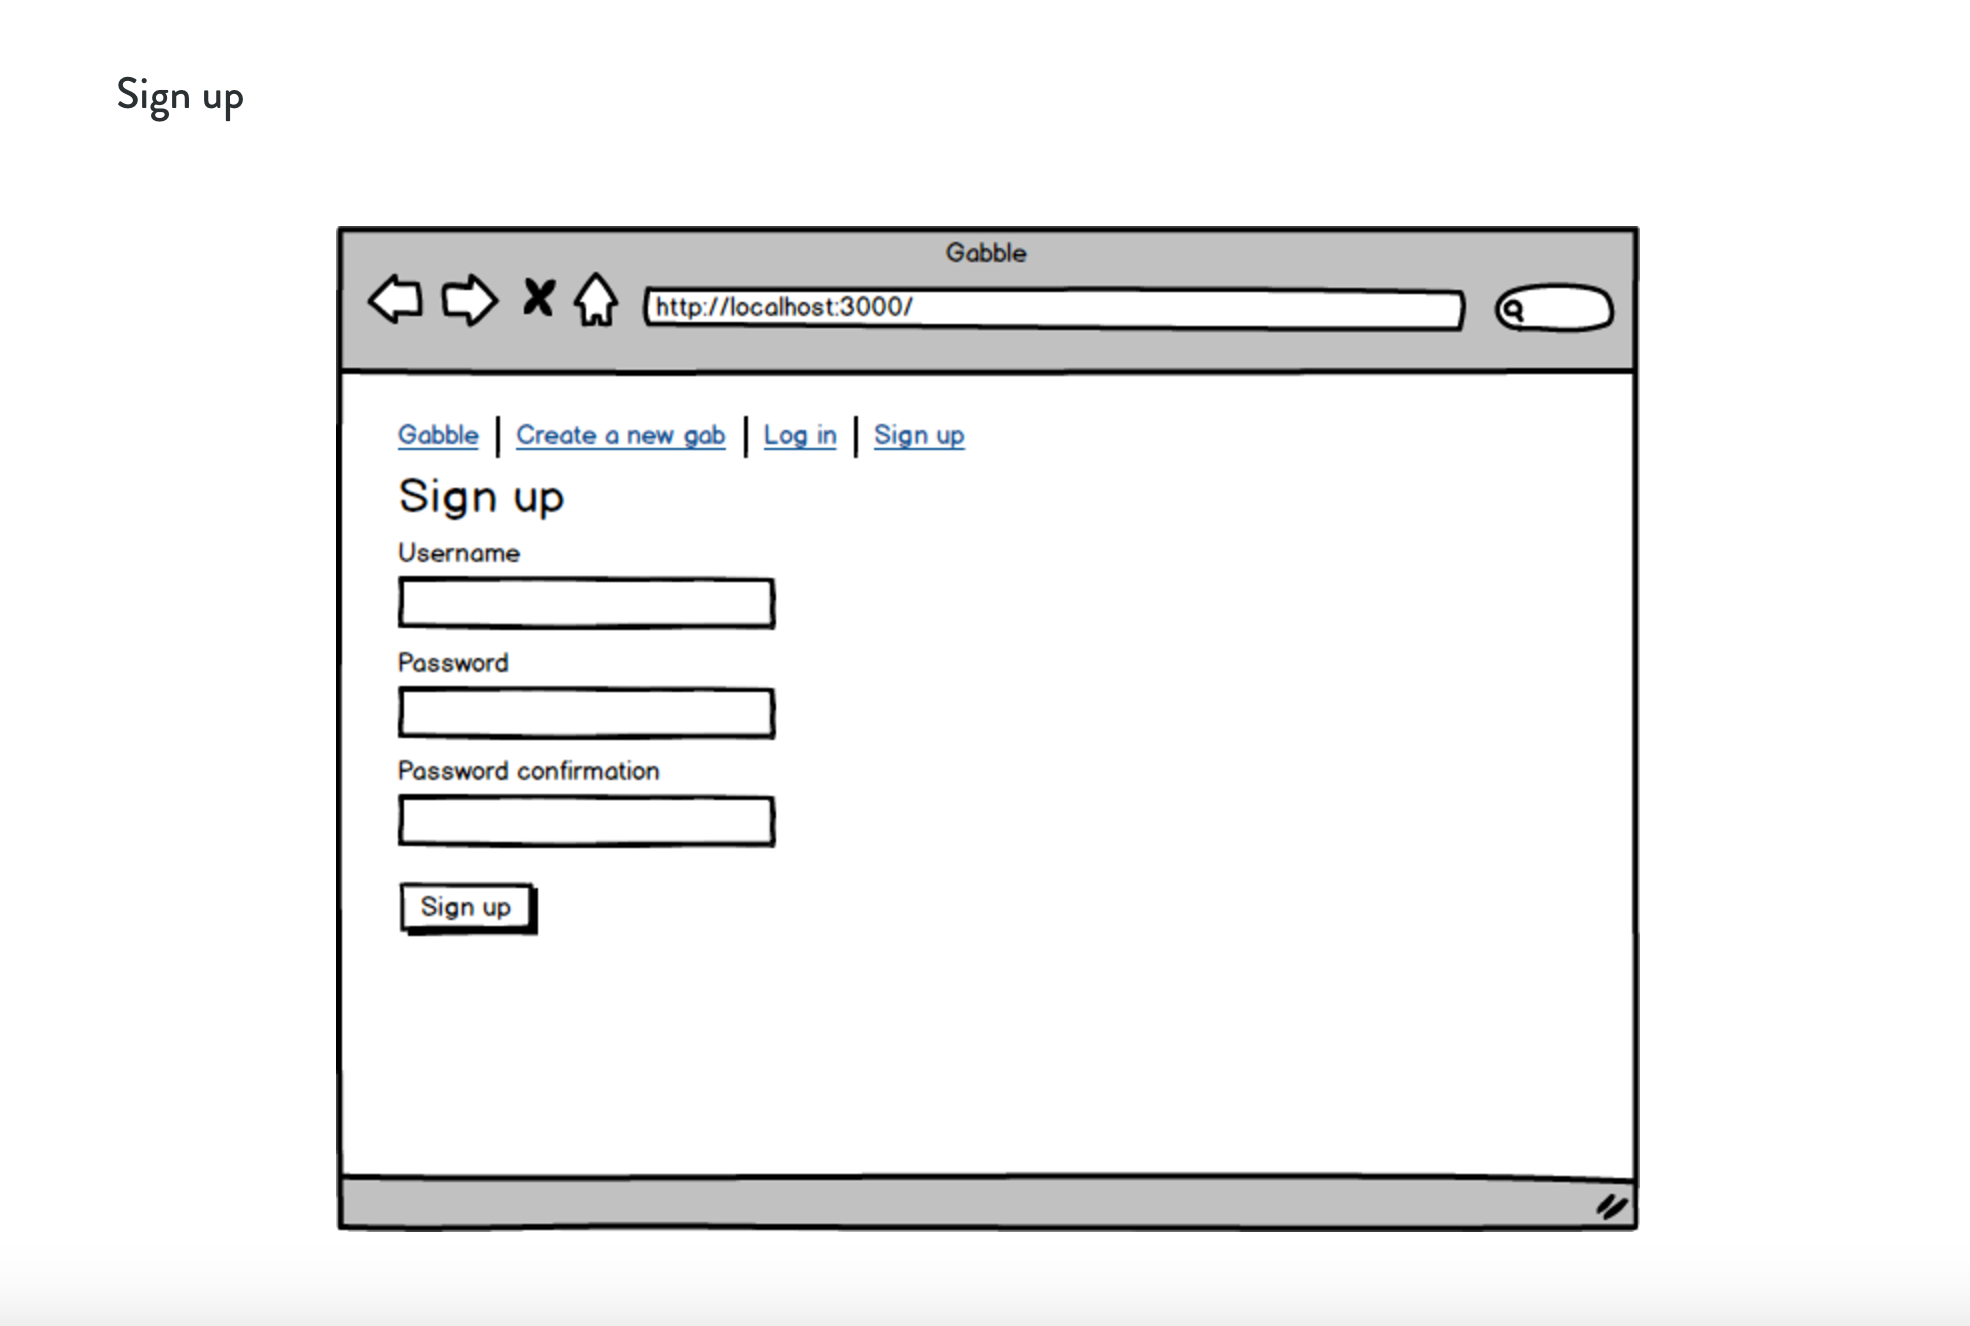 Sign up
Gabble
http://localhost:3000/
Gabble | Create a new gab | Log in | Sign up
Sign up
Username
Password
Password confirmation
Sign up